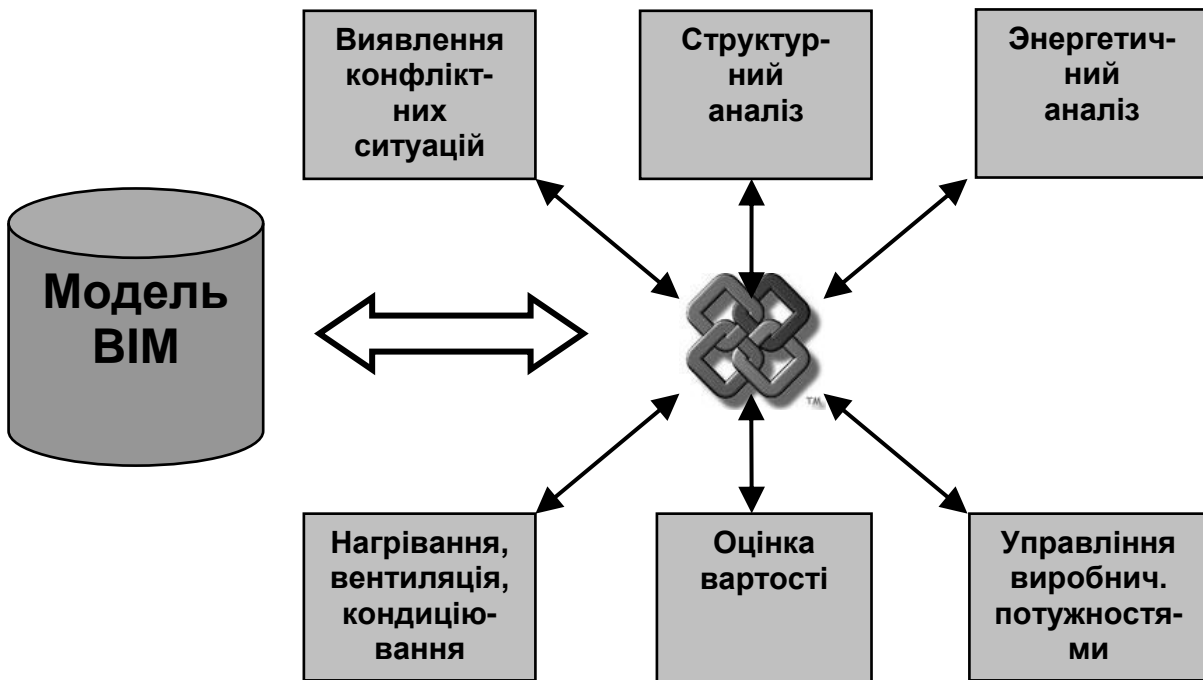 Виявлення
конфлікт-
них
ситуацій
Структур-
ний
аналіз
Энергетич-
ний
аналіз
Модель
BIM
TM
Нагрівання,
вентиляція,
кондицію-
вання
Оцінка
вартості
Управління
виробнич.
потужностя-
ми